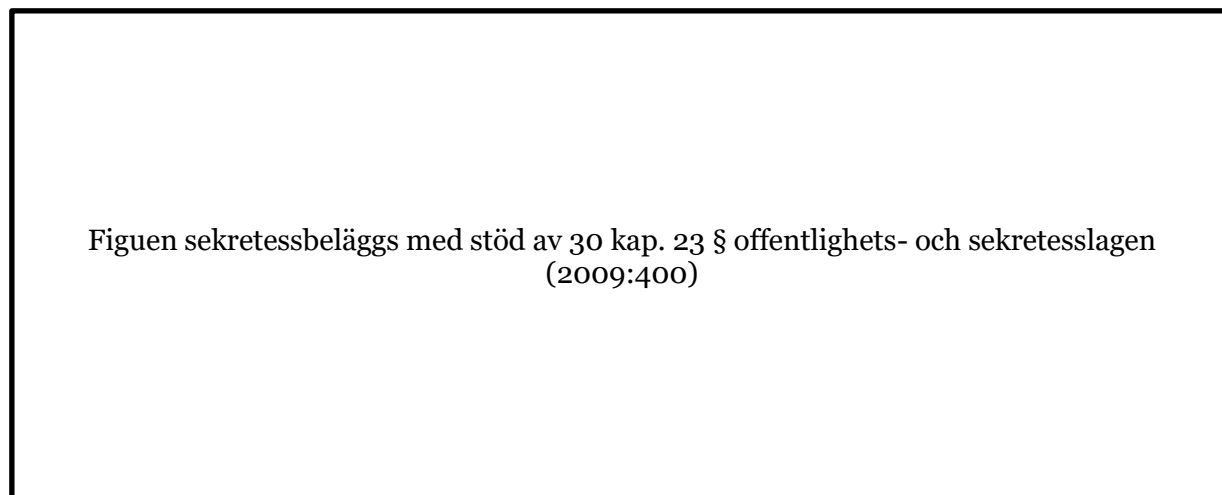 Figuen sekretessbeläggs med stöd av 30 kap. 23 § offentlighets- och sekretesslagen
(2009:400)